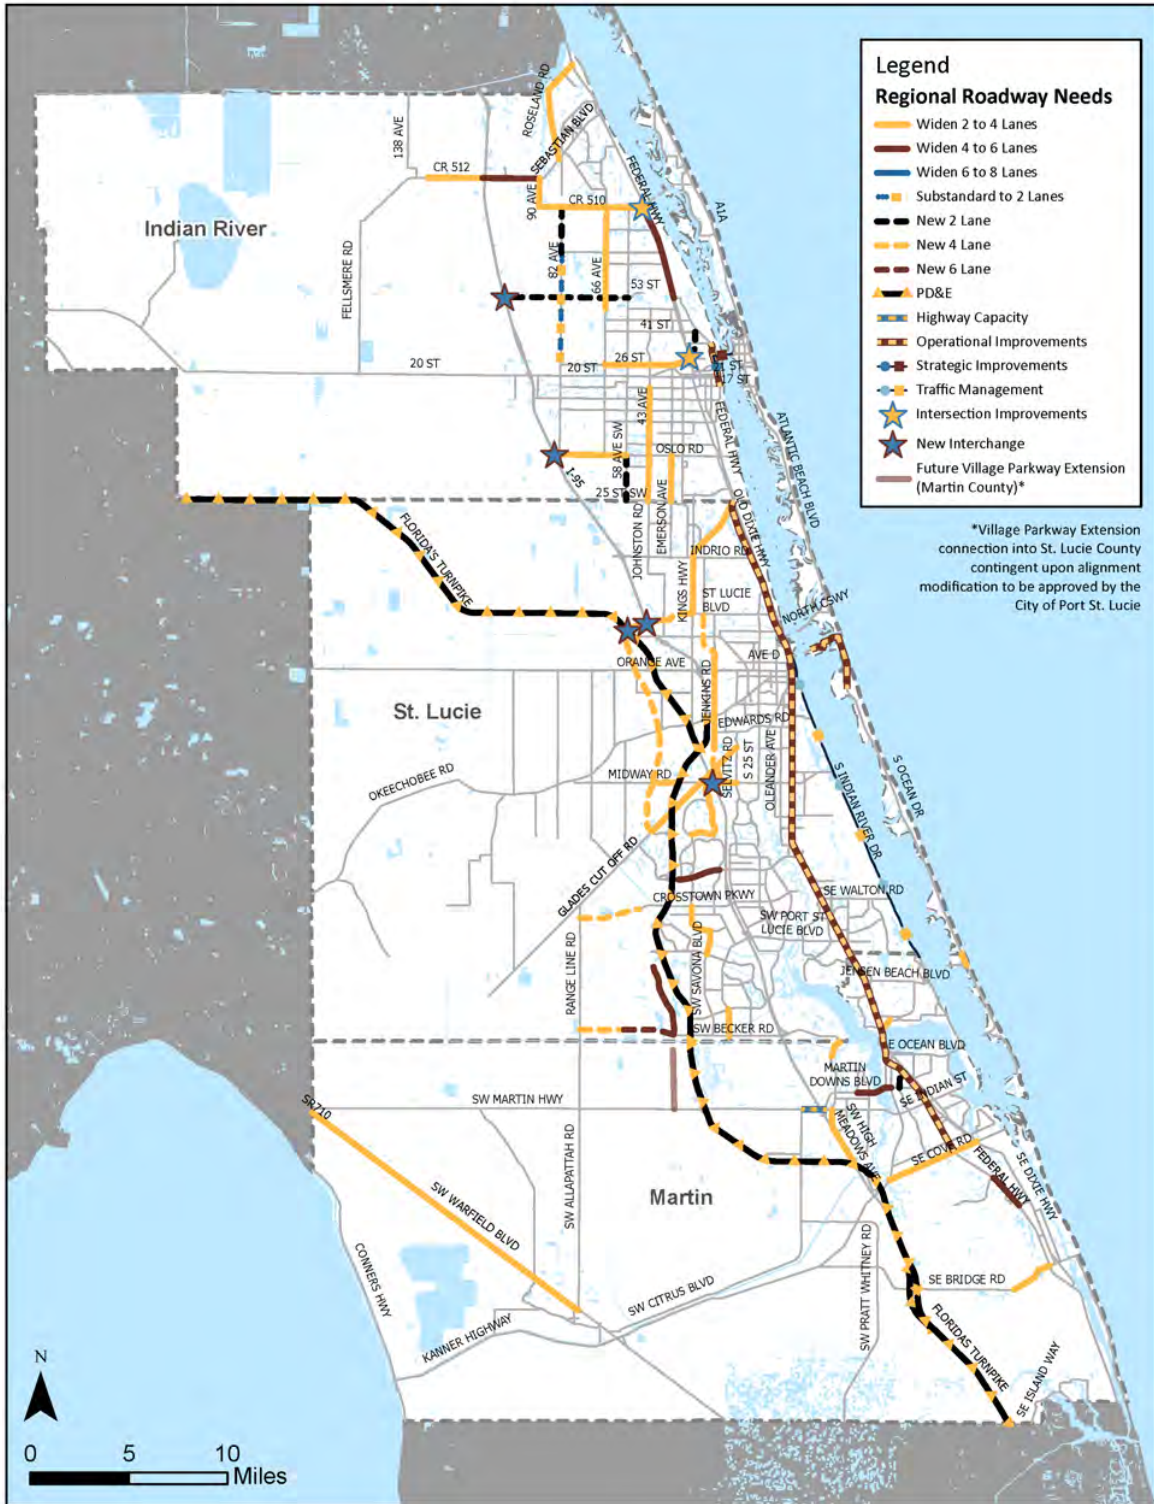 Legend
Regional Roadway Needs
Widen 2 to 4 Lanes
Widen 4 to 6 Lanes
Widen 6 to 8 Lanes
Substandard to 2 Lanes
New 2 Lane
New 4 Lane
New 6 Lane
PD&E
Highway Capacity
Operational Improvements
Strategic Improvements
Traffic Management
Intersection Improvements
New Interchange
Future Village Parkway Extension
(Martin County)*
*Village Parkway Extension
connection into St. Lucie County
contingent upon alignment
modification to be approved by the
City of Port St. Lucie
ROSELAND RD
138 AVE
SEBASTIAN BLVD
CR 512
FEDERAL HWY
90 AVE
CR 510
A1A
Indian River
82 AVE
66 AVE
FELLSMERE RD
53 ST
41 ST
26 ST
20 ST
20 ST
21 ST
17 ST
43 AVE
FEDERAL HWY
ATLANTIC BEACH BLVD
58 AVE SW
OSLO RD
I-95
25 ST SW
EMERSON AVE
JOHNSTON RD
OLD DIXIE HWY
FLORIDA'S TURNPIKE
INDRIO RD
KINGS HWY
ST LUCIE
BLVD
NORTH CSWY
ORANGE AVE
AVE D
JENKINS RD
St. Lucie
EDWARDS RD
SELVITZ RD
S 25 ST
OLEANDER AVE
MIDWAY RD
OKEECHOBEE RD
S INDIAN RIVER DR
S OCEAN DR
GLADES CUT OFF RD
CROSSTOWN PKWY
SE WALTON RD
SW PORT ST
LUCIE BLVD
RANGE LINE RD
SW SAVONA BLVD
JENSEN BEACH BLVD
SW BECKER RD
E OCEAN BLVD
MARTIN
DOWNS BLVD
SE INDIAN ST
SR710
SW MARTIN HWY
SW HIGH
MEADOWS AVE
SE COVE RD
FEDERAL HWY
SE DIXIE HWY
SW ALLAPATTAH RD
Martin
SW WARFIELD BLVD
CONNERS HWY
SW PRATT WHITNEY RD
SE BRIDGE RD
SW CITRUS BLVD
KANNER HIGHWAY
FLORIDAS TURNPIKE
SE ISLAND WAY
N
0 5 10
Miles